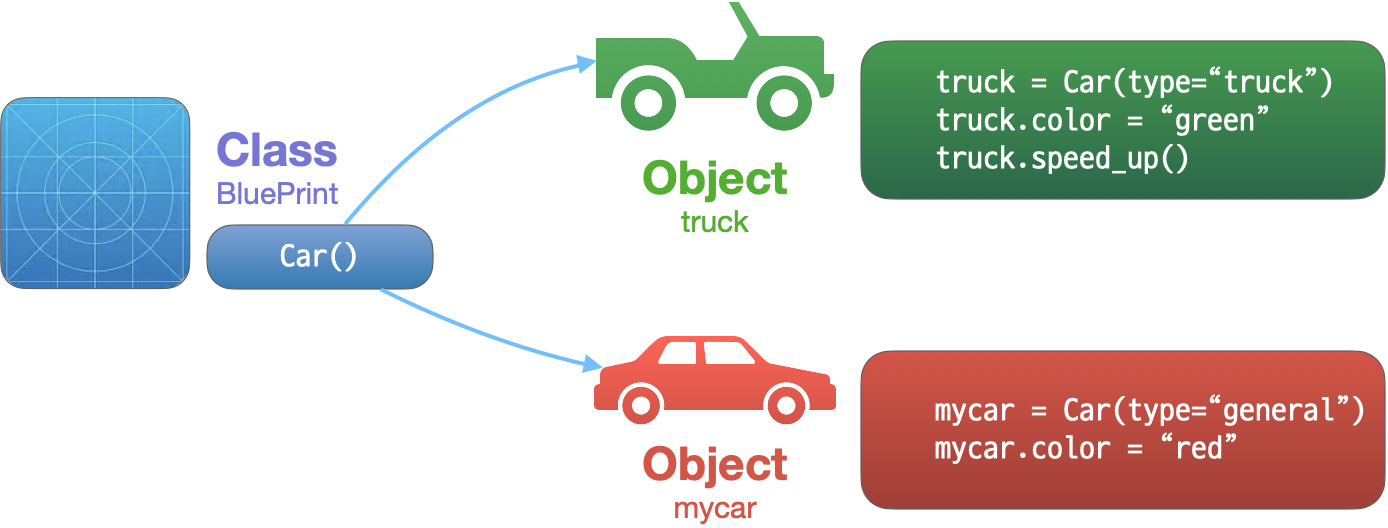 Class
BluePrint
Car()
Object
truck
truck = Car(type=“truck”)
truck.color = “green”
truck.speed_up()
Object
mycar
mycar = Car(type=“general”)
mycar.color = “red”